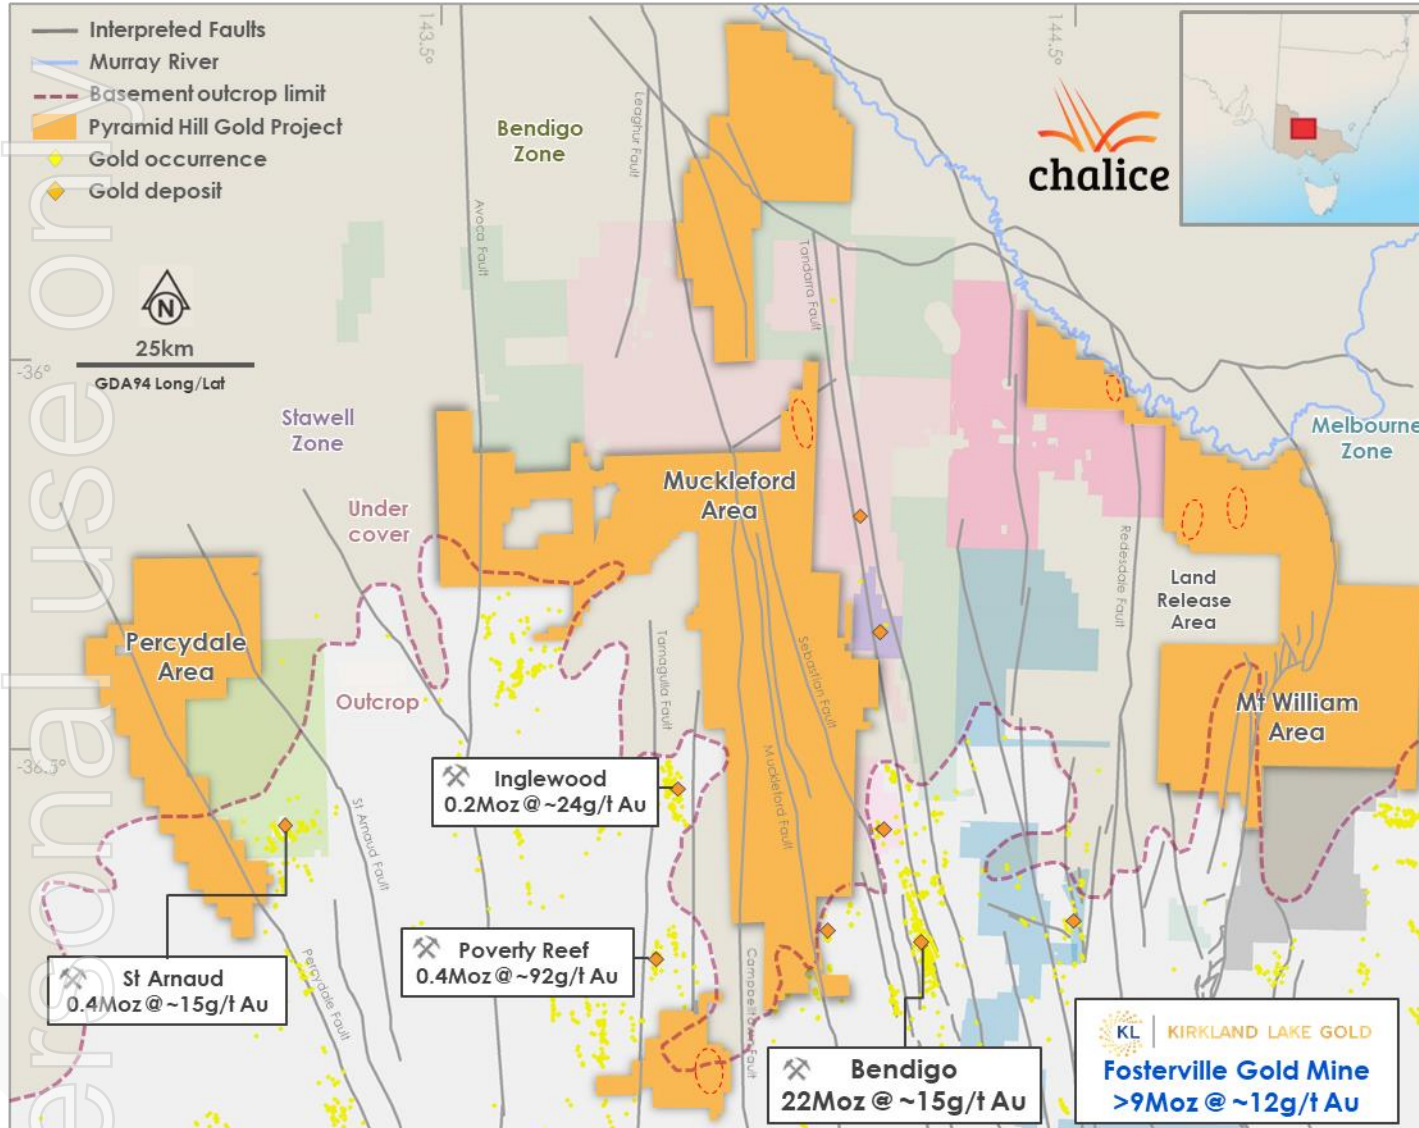 Interpreted Faults
Murray River
Basement outcrop limit
Pyramid Hill Gold Project
Gold occurrence
Gold deposit
143.5°
144.5°
Bendigo
Zone
Leaghur Fault
Avoca Fault
Tandarra Fault
chalice
N
25km
GDA94 Long/Lat
-36°
Stawell
Zone
Melbourne
Zone
Under
cover
Muckleford
Area
Redesdale Fault
Land
Release
Area
Percydale
Area
Outcrop
Tarnagulla Fault
Sebastian Fault
Mt William
Area
-36.5°
Inglewood
0.2Moz @ ~24g/t Au
Muckleford Fault
St Arnaud Fault
St Arnaud
0.4Moz @ ~15g/t Au
Poverty Reef
0.4Moz @ ~92g/t Au
Percydale Fault
Campbelltown Fault
Bendigo
22Moz @ ~15g/t Au
KL KIRKLAND LAKE GOLD
Fosterville Gold Mine
>9Moz @ ~12g/t Au
ersonal use only